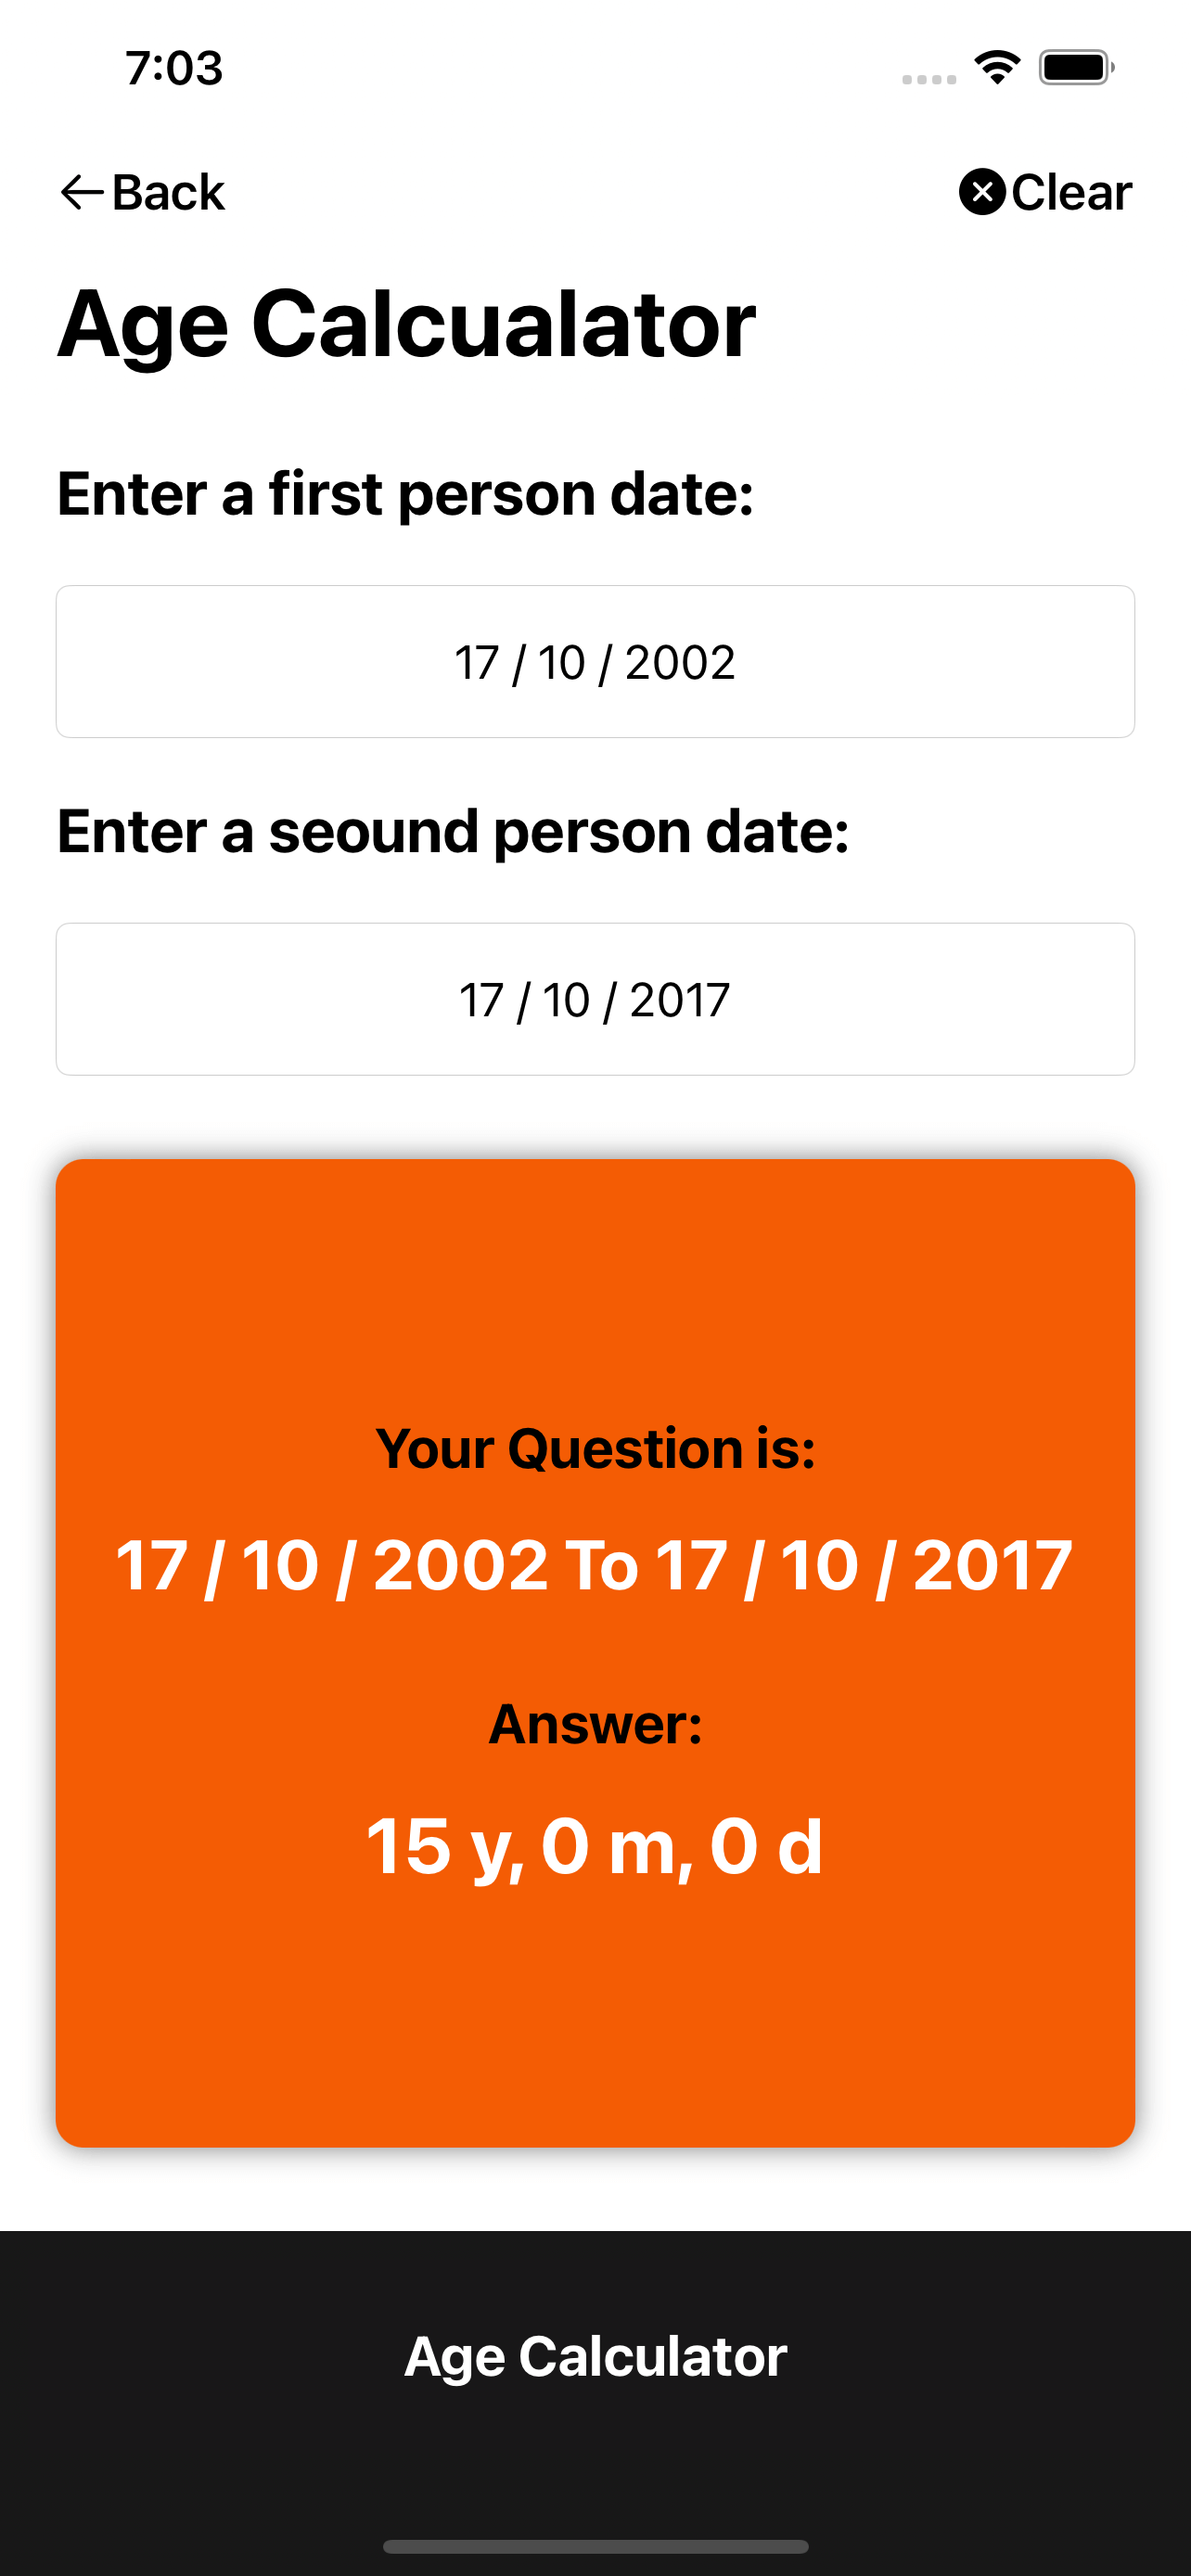 7:03
Back
Clear
Age Calcualator
Enter a first person date:
17 / 10 / 2002
Enter a seound person date:
17 / 10 / 2017
Your Question is:
17 / 10 / 2002 To 17 / 10 / 2017
Answer:
15 y, 0 m, 0 d
Age Calculator